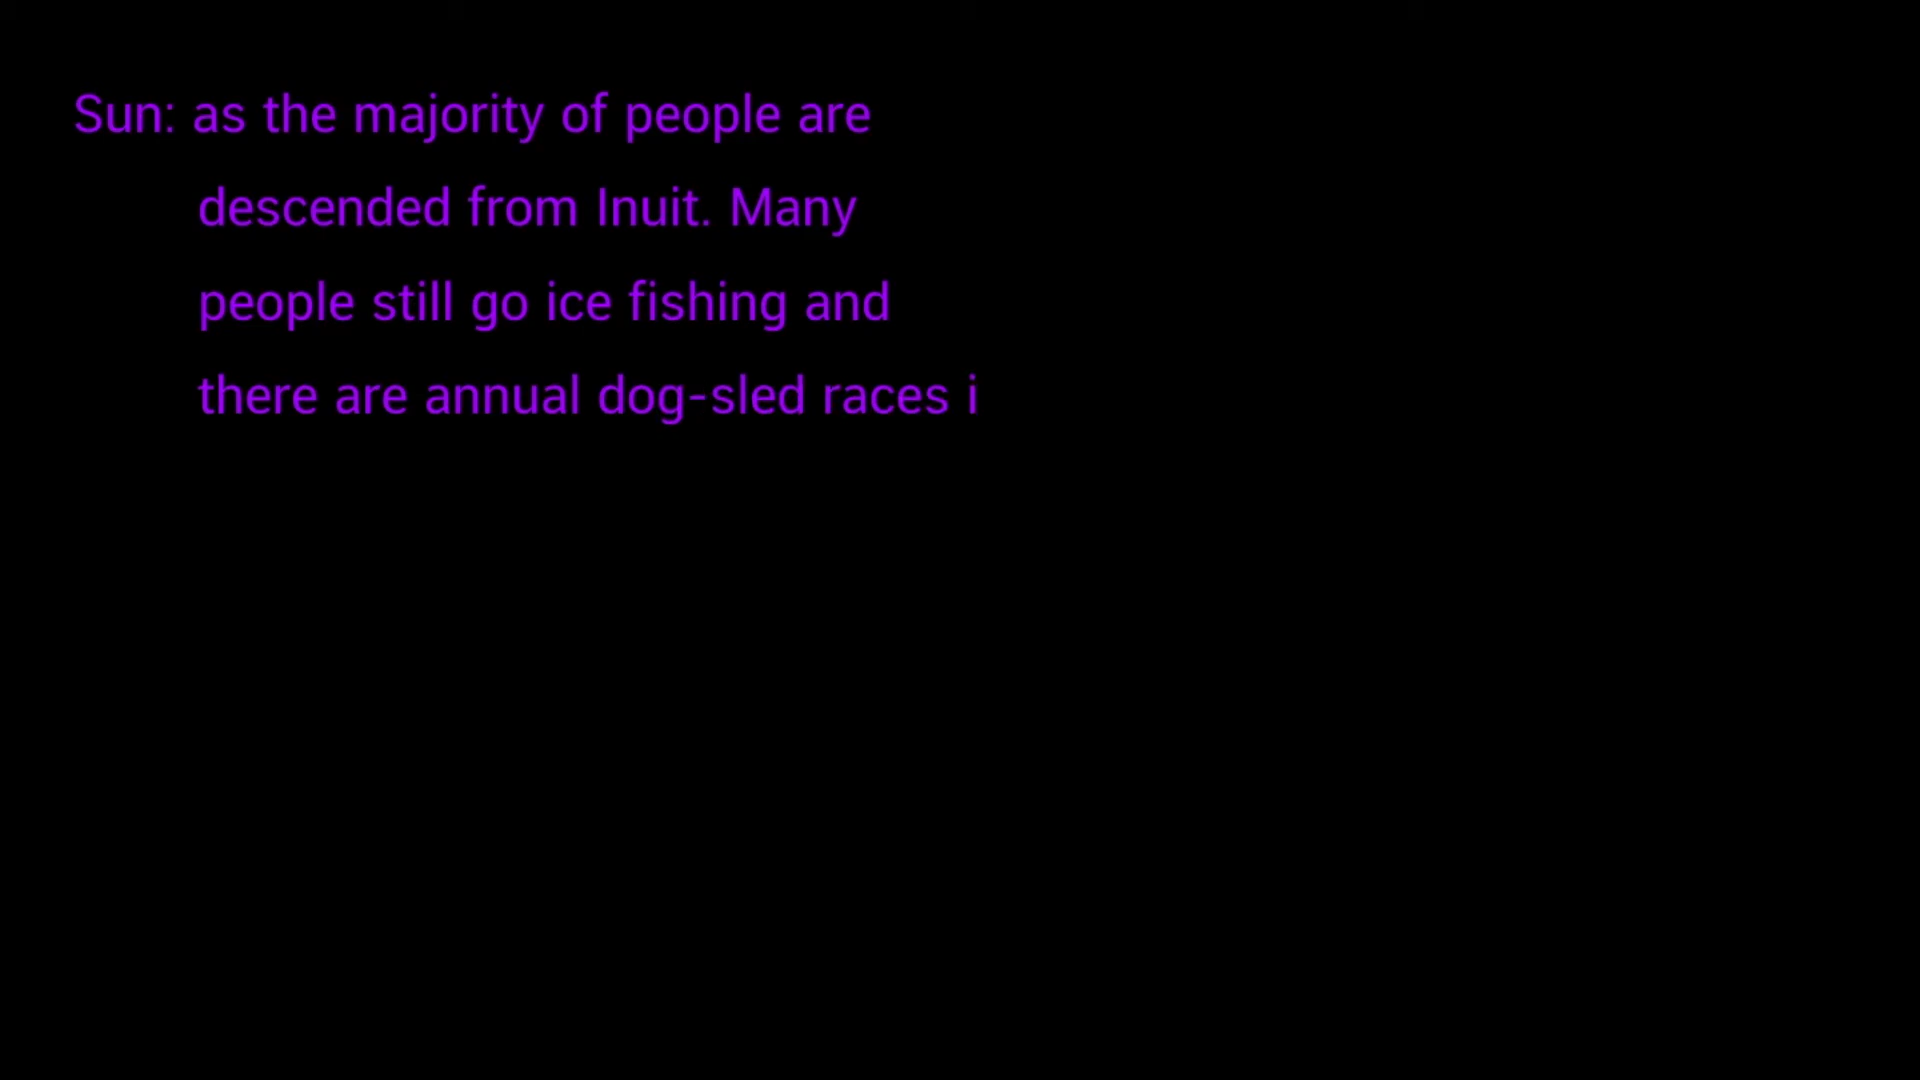 Sun: as the majority of people are
descended from Inuit. Many
people still go ice fishing and
there are annual dog-sled races i